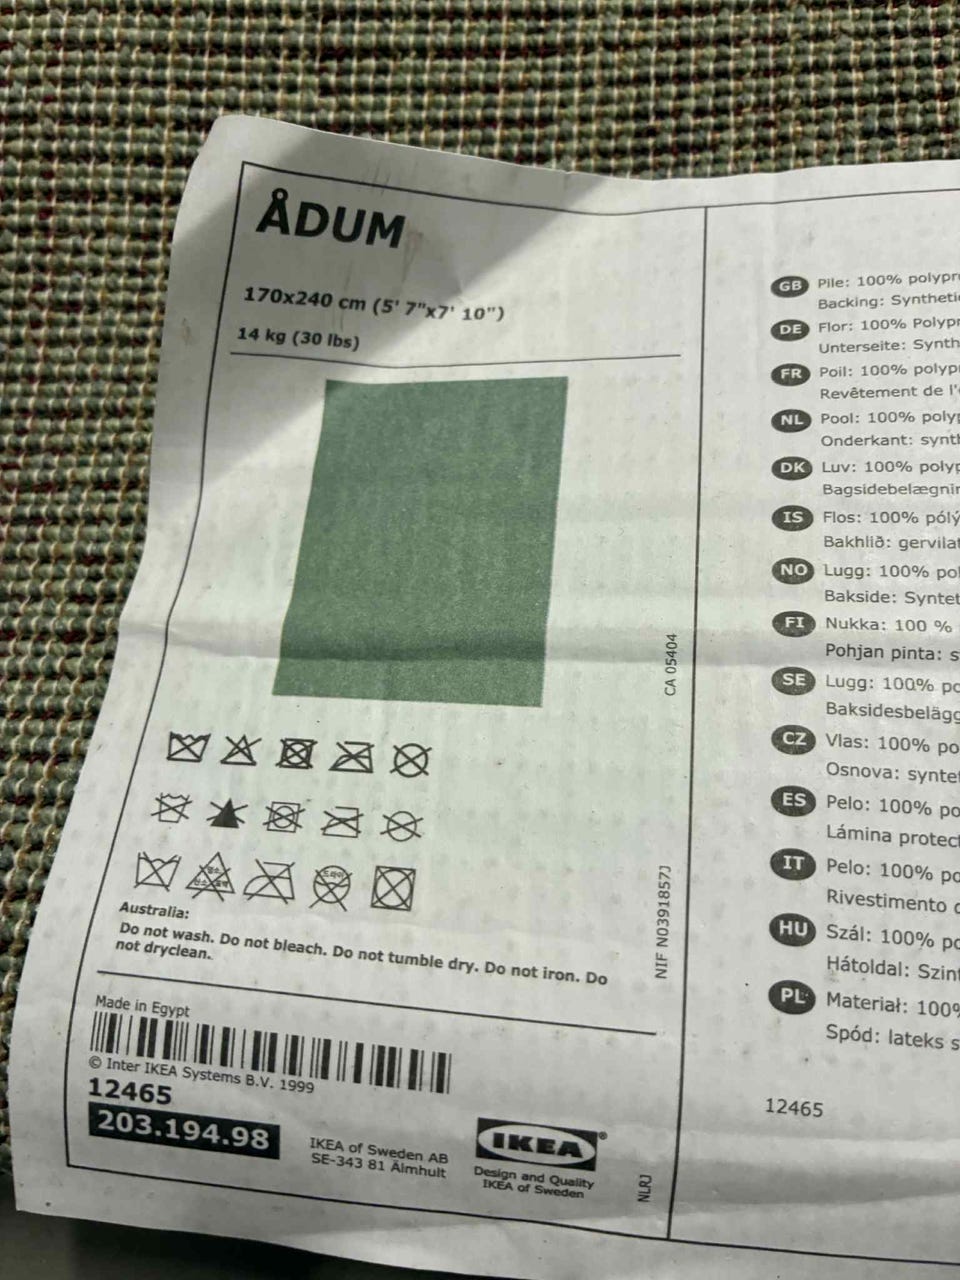 ÅDUM
170x240 cm (5' 7"x7' 10")
14 kg (30 lbs)
CA 05404
NIF N0391857J
Australia:
Do not wash. Do not bleach. Do not tumble dry. Do not iron. Do
not dryclean.
Made in Egypt
© Inter IKEA Systems B.V. 1999
12465
203.194.98
IKEA of Sweden AB
SE-343 81 Älmhult
IKEA®
Design and Quality
IKEA of Sweden
NLRJ
GB Pile: 100% polypr
Backing: Syntheti
DE Flor: 100% Polypr
Unterseite: Synth
FR Poil: 100% polyp
Revêtement de l'
NL Pool: 100% polyp
Onderkant: synt
DK Luv: 100% polyp
Bagsidebelægnin
IS Flos: 100% pólý
Bakhlið: gervilat
NO Lugg: 100% pol
Bakside: Syntet
FI Nukka: 100 %
Pohjan pinta: s
SE Lugg: 100% po
Baksidesbelägg
CZ Vlas: 100% po
Osnova: syntet
ES Pelo: 100% po
Lámina protect
IT Pelo: 100% po
Rivestimento d
HU Szál: 100% po
Hátoldal: Szint
PL Materiał: 100%
Spód: lateks s
12465